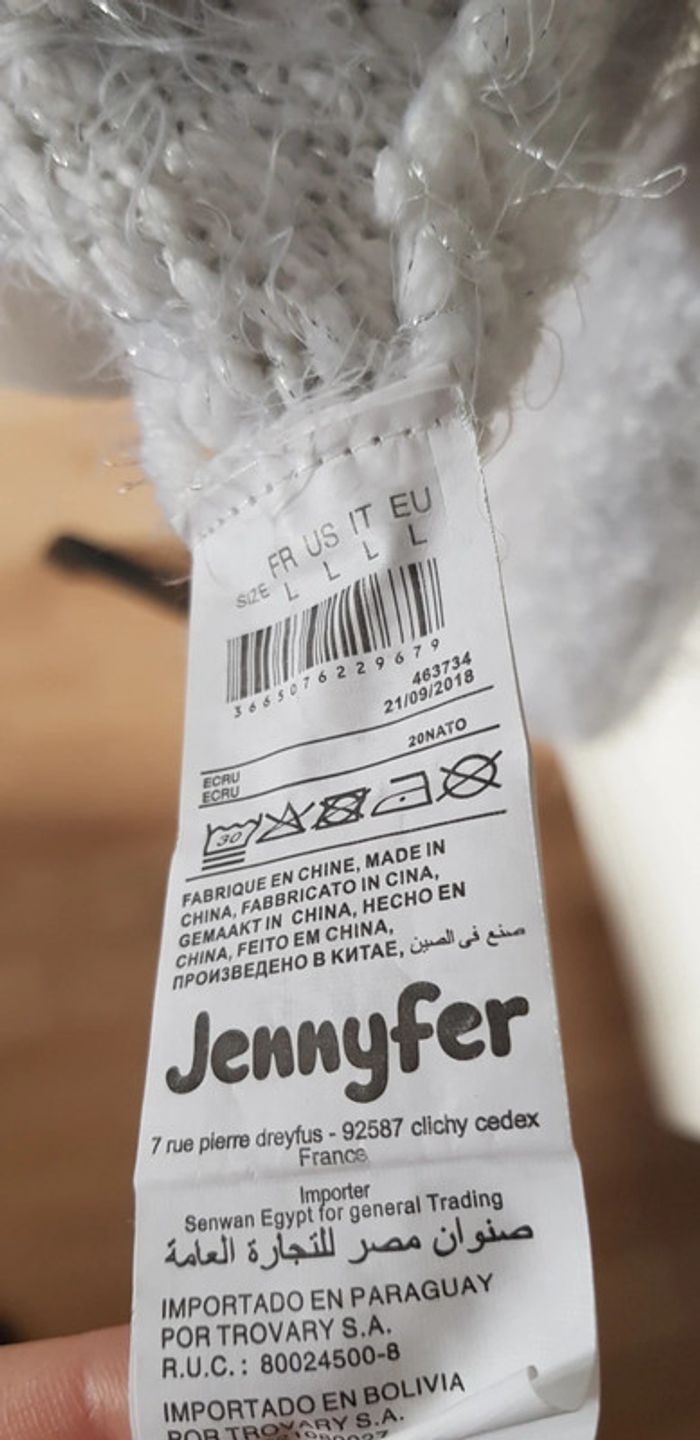 FR US IT EU
SIZE L L L L
3665076229679
463734
21/09/2018
20NATO
ECRU
ECRU
30
FABRIQUE EN CHINE, MADE IN
CHINA, FABBRICATO IN CINA,
GEMAAKT IN CHINA, HECHO EN
CHINA, FEITO EM CHINA,
ПРОИЗВЕДЕНО В КИТАЕ, صنع فى الصين
Jennyfer
7 rue pierre dreyfus - 92587 clichy cedex
France
Importer
Senwan Egypt for general Trading
صنوان مصر للتجارة العامة
IMPORTADO EN PARAGUAY
POR TROVARY S.A.
R.U.C.: 80024500-8
IMPORTADO EN BOLIVIA
POR TROVARY S.A.